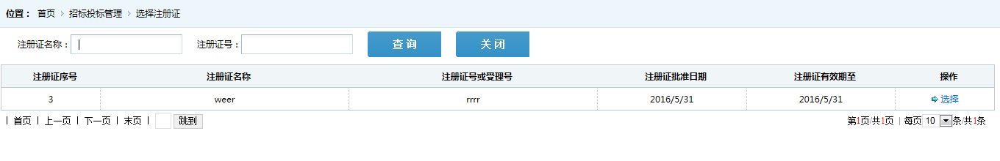 位置： 首页 > 招标投标管理 > 选择注册证
注册证名称： 注册证号： 查 询 关 闭
注册证序号 注册证名称 注册证号或受理号 注册证批准日期 注册证有效期至 操作
3 weer rrrr 2016/5/31 2016/5/31 选择
| 首页 | 上一页 | 下一页 | 末页 | 跳到 第1页/共1页 | 每页 10 条/共1条